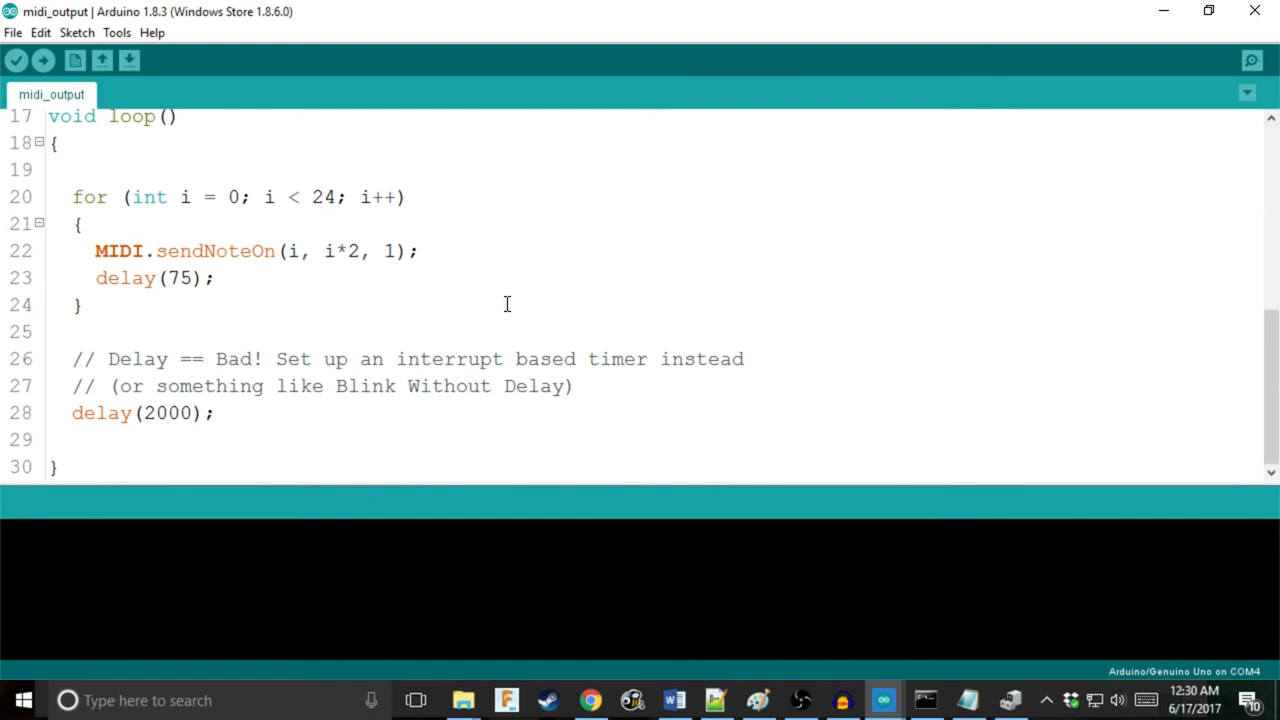 midi_output | Arduino 1.8.3 (Windows Store 1.8.6.0)
File Edit Sketch Tools Help
midi_output
17 void loop()
18 {
19
20 for (int i = 0; i < 24; i++)
21 {
22 MIDI.sendNoteOn(i, i*2, 1);
23 delay(75);
24 }
25
26 // Delay == Bad! Set up an interrupt based timer instead
27 // (or something like Blink Without Delay)
28 delay(2000);
29
30 }
Arduino/Genuino Uno on COM4
Type here to search
12:30 AM
6/17/2017
10